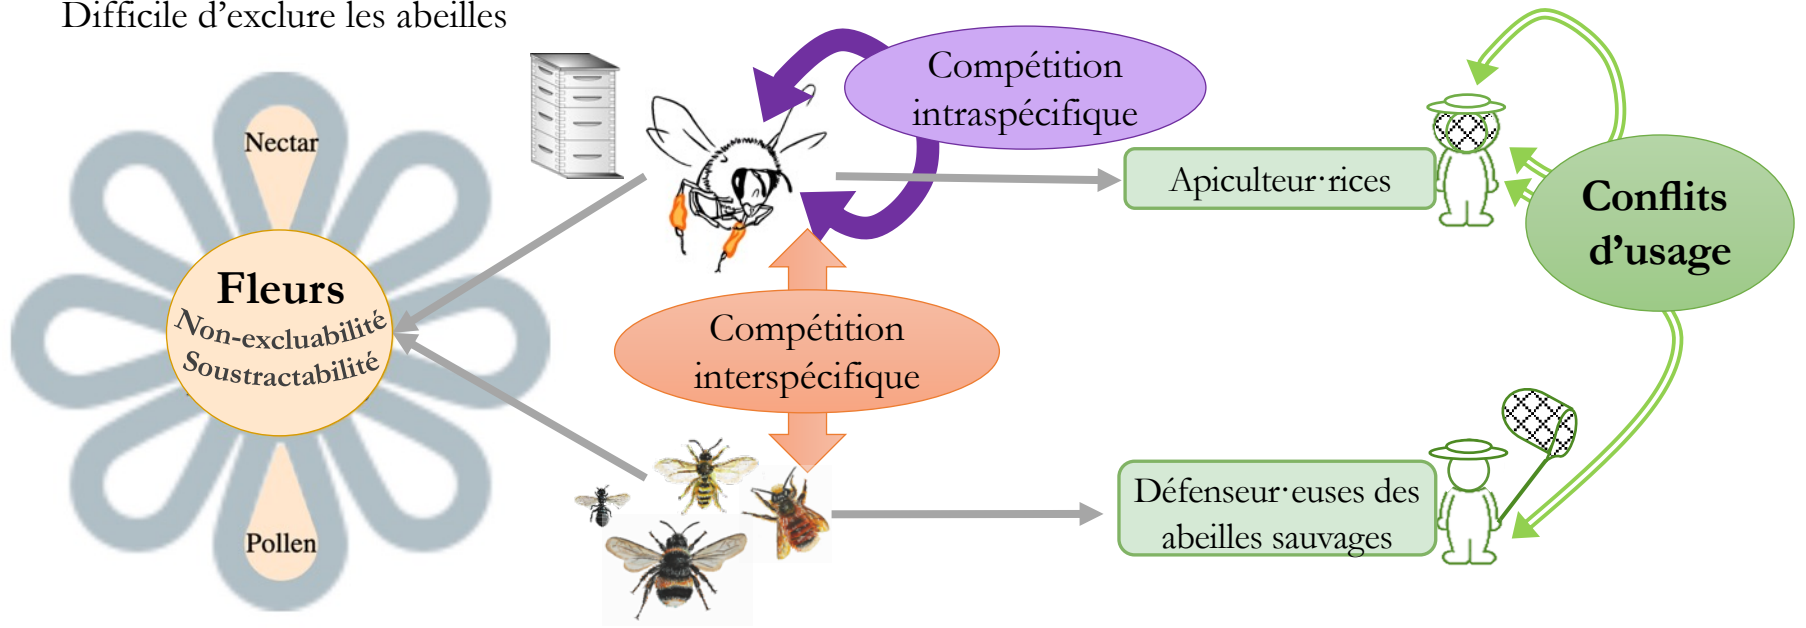 Difficile d’exclure les abeilles
Nectar
Fleurs
Non-excluabilité
Soustractabilité
Pollen
Compétition
intraspécifique
Compétition
interspécifique
Apiculteur·rices
Défenseur·euses des
abeilles sauvages
Conflits
d’usage